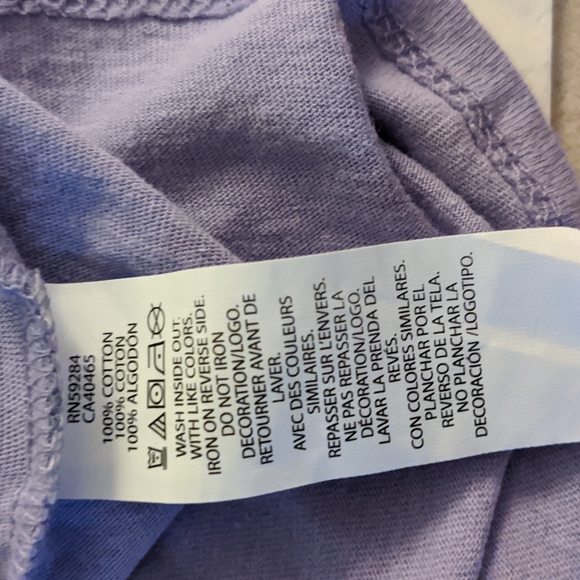 RN59284
CA40465
100% COTTON
100% COTON
100% ALGODÓN
WASH INSIDE OUT.
WITH LIKE COLORS.
IRON ON REVERSE SIDE.
DO NOT IRON
DECORATION/LOGO.
RETOURNER AVANT DE
LAVER.
AVEC DES COULEURS
SIMILAIRES.
REPASSER SUR L'ENVERS.
NE PAS REPASSER LA
DÉCORATION/LOGO.
LAVAR LA PRENDA DEL
REVÉS.
CON COLORES SIMILARES.
PLANCHAR POR EL
REVERSO DE LA TELA.
NO PLANCHAR LA
DECORACIÓN /LOGOTIPO.